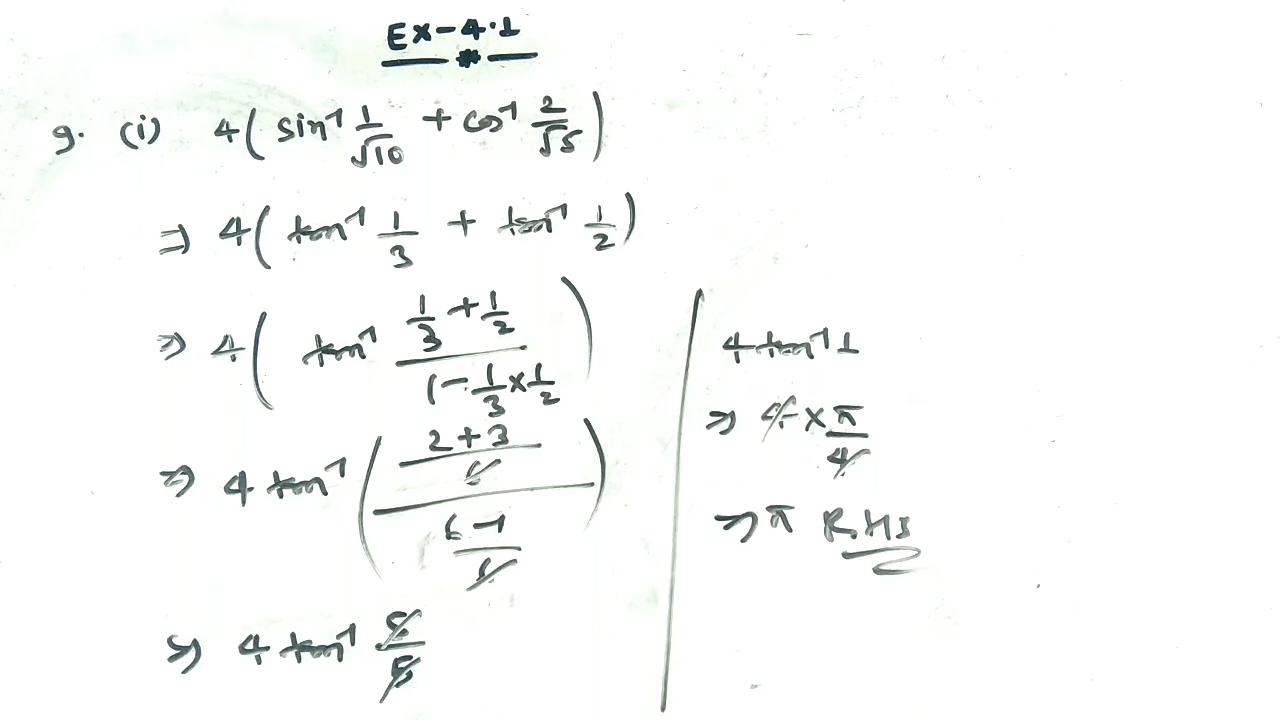 Ex-4.1
9. (i) 4( sin⁻¹ 1/√10 + cos⁻¹ 2/√5 )
⇒ 4( tan⁻¹ 1/3 + tan⁻¹ 1/2 )
⇒ 4( tan⁻¹ (1/3 + 1/2)/(1 - 1/3 × 1/2) )
⇒ 4 tan⁻¹ ( ((2+3)/6) / ((6-1)/6) )
⇒ 4 tan⁻¹ 5/5
4 tan⁻¹ 1
⇒ 4 × π/4
⇒ π R.H.S